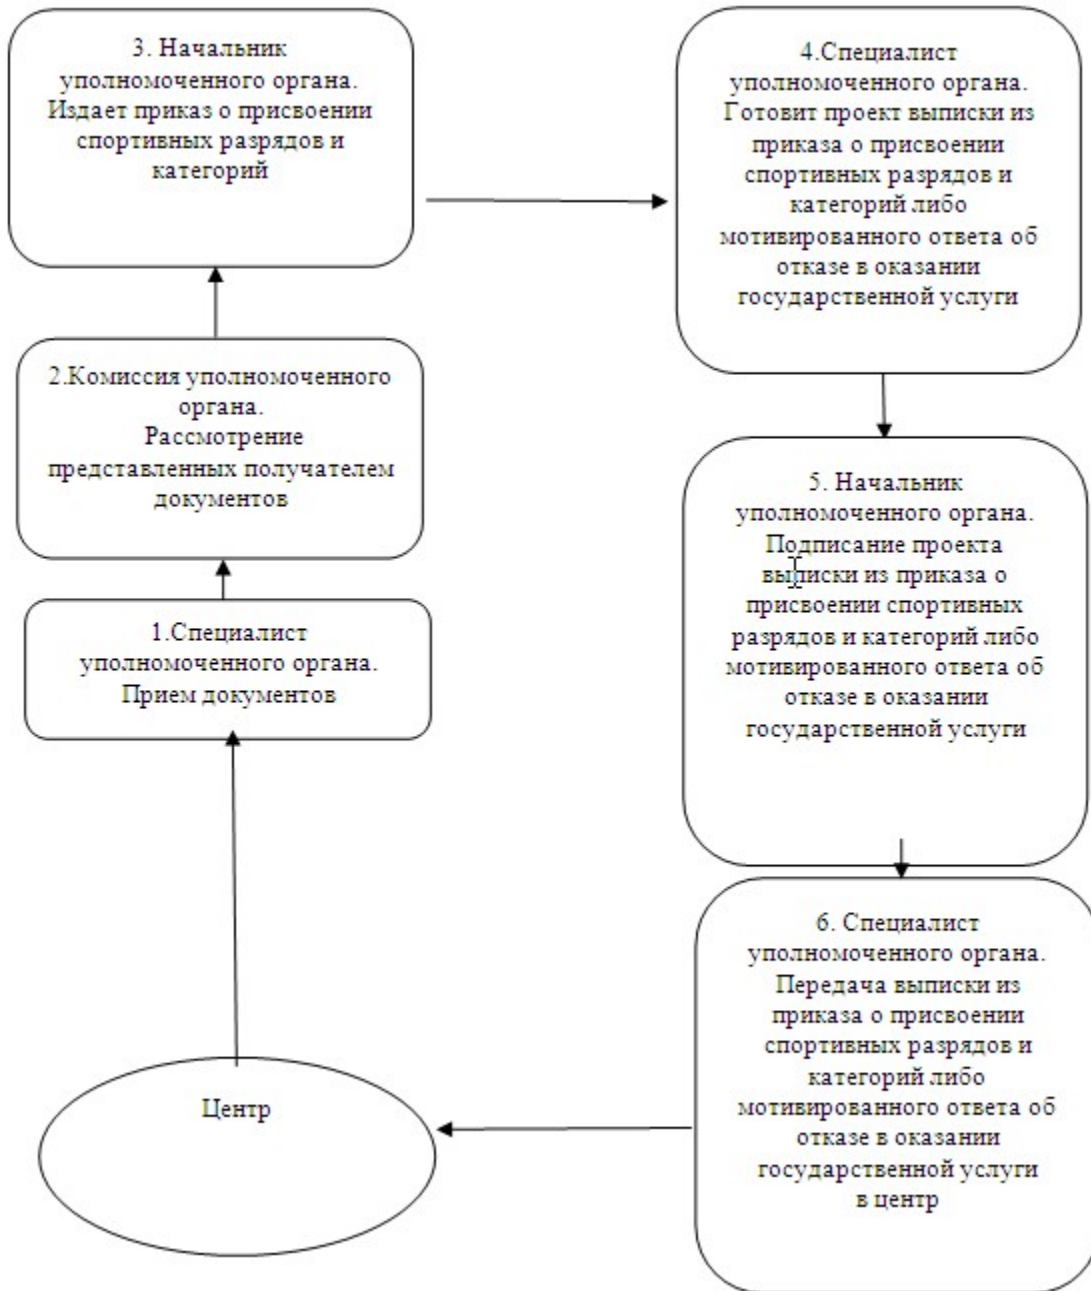 3. Начальник
уполномоченного органа.
Издает приказ о присвоении
спортивных разрядов и
категорий
4.Специалист
уполномоченного органа.
Готовит проект выписки из
приказа о присвоении
спортивных разрядов и
категорий либо
мотивированного ответа об
отказе в оказании
государственной услуги
2.Комиссия уполномоченного
органа.
Рассмотрение
представленных получателем
документов
5. Начальник
уполномоченного органа.
Подписание проекта
выписки из приказа о
присвоении спортивных
разрядов и категорий либо
мотивированного ответа об
отказе в оказании
государственной услуги
1.Специалист
уполномоченного органа.
Прием документов
6. Специалист
уполномоченного органа.
Передача выписки из
приказа о присвоении
спортивных разрядов и
категорий либо
мотивированного ответа об
отказе в оказании
государственной услуги
в центр
Центр